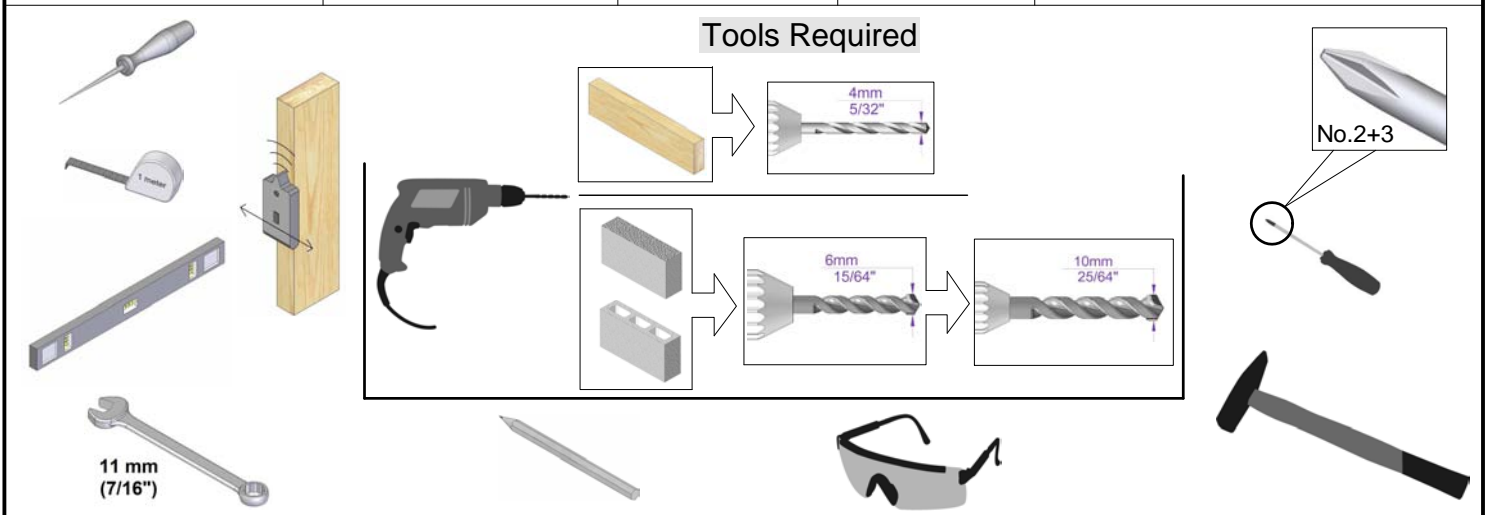 Tools Required
4mm
5/32"
No.2+3
1 meter
6mm
15/64"
10mm
25/64"
11 mm
(7/16")